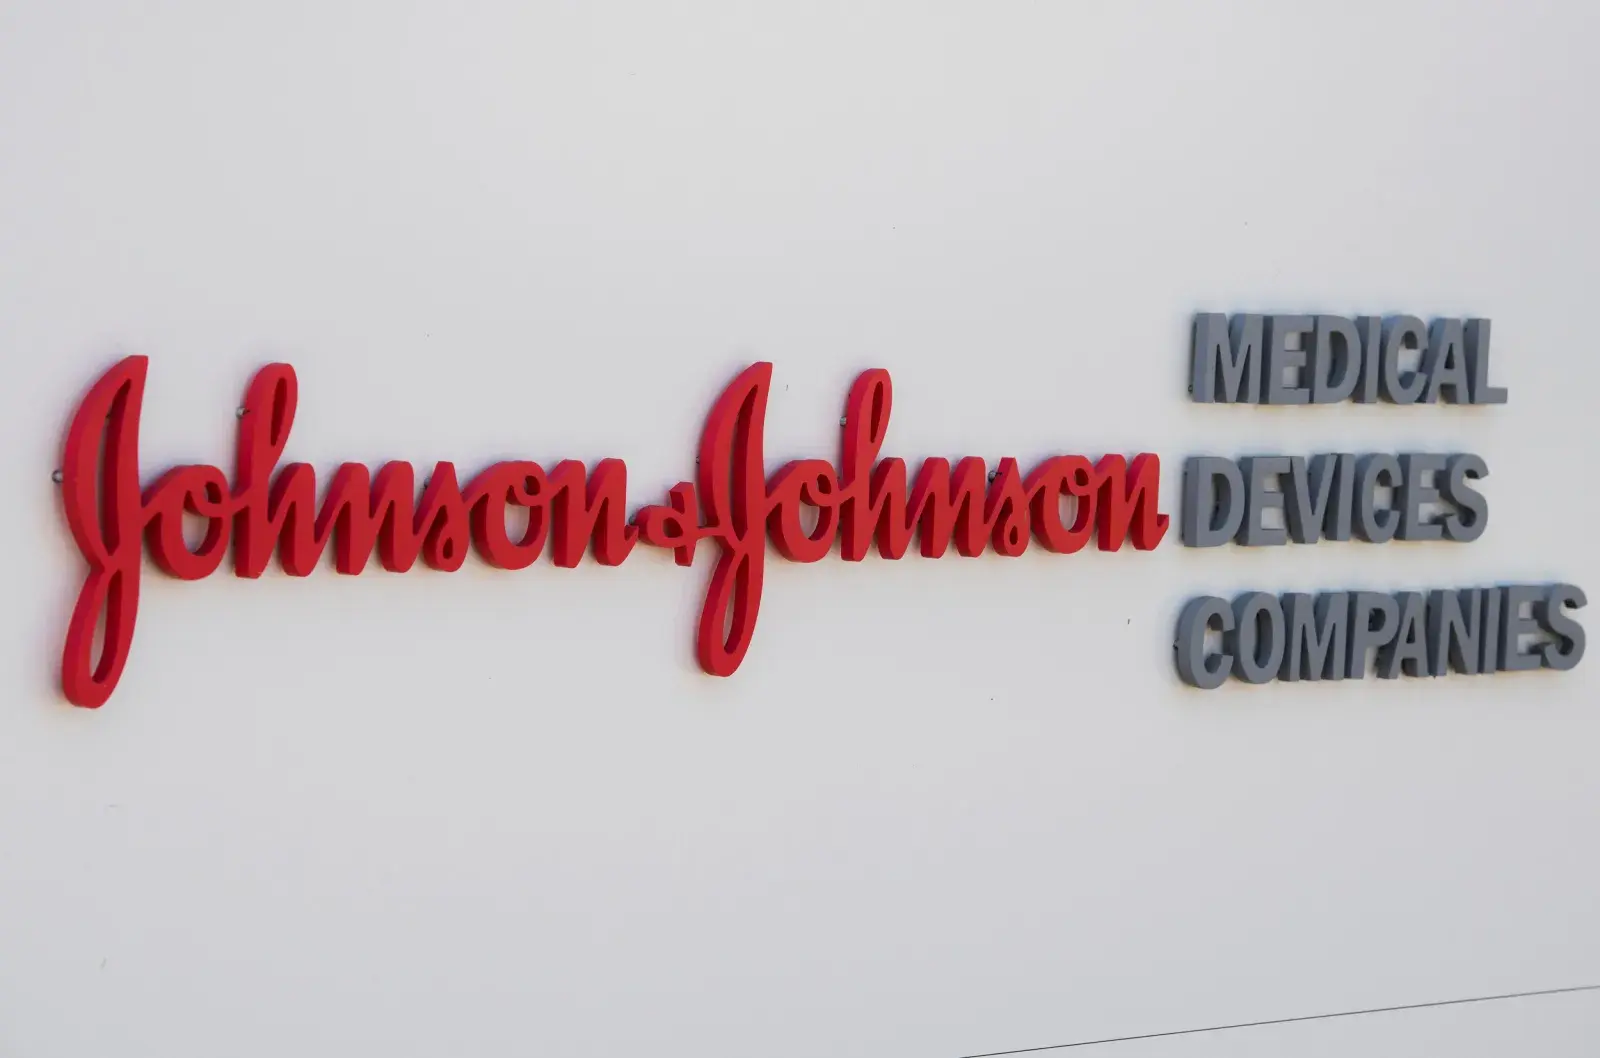 Johnson & Johnson
MEDICAL
DEVICES
COMPANIES